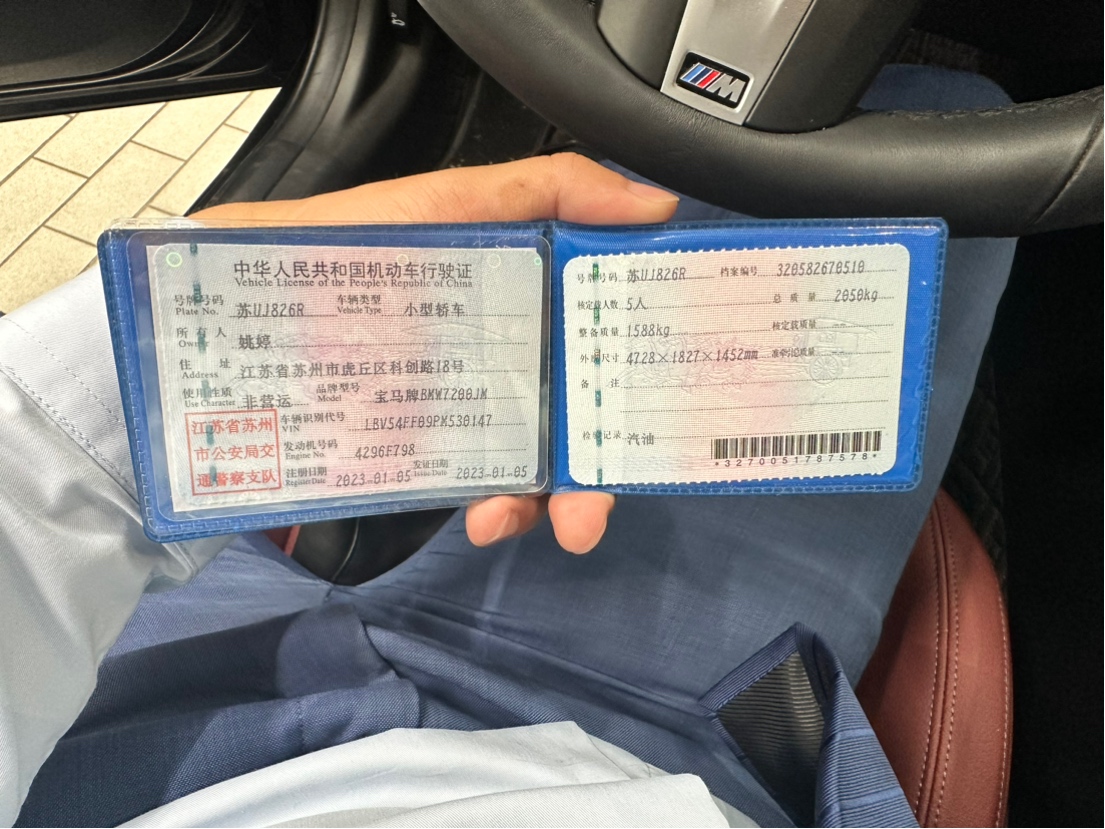 M
中华人民共和国机动车行驶证
Vehicle License of the People's Republic of China
号牌号码 苏UJ826R 车辆类型 小型轿车
Plate No. Vehicle Type
所有人 姚婷
Owner
住址 江苏省苏州市虎丘区科创路18号
Address
使用性质 非营运 品牌型号 宝马牌BMW7200JM
Use Character Model
江苏省苏州
市公安局交
通警察支队
车辆识别代号 LBV54FF09PM530147
VIN
发动机号码 4296F798
Engine No.
注册日期 2023-01-05 发证日期 2023-01-05
Register Date Issue Date
号牌号码 苏UJ826R 档案编号 320582670510
核定载人数 5人 总质量 2050kg
整备质量 1588kg 核定载质量 --
外廓尺寸 4728×1827×1452mm 准牵引总质量 --
备注
检验记录 汽油
*3270051787578*